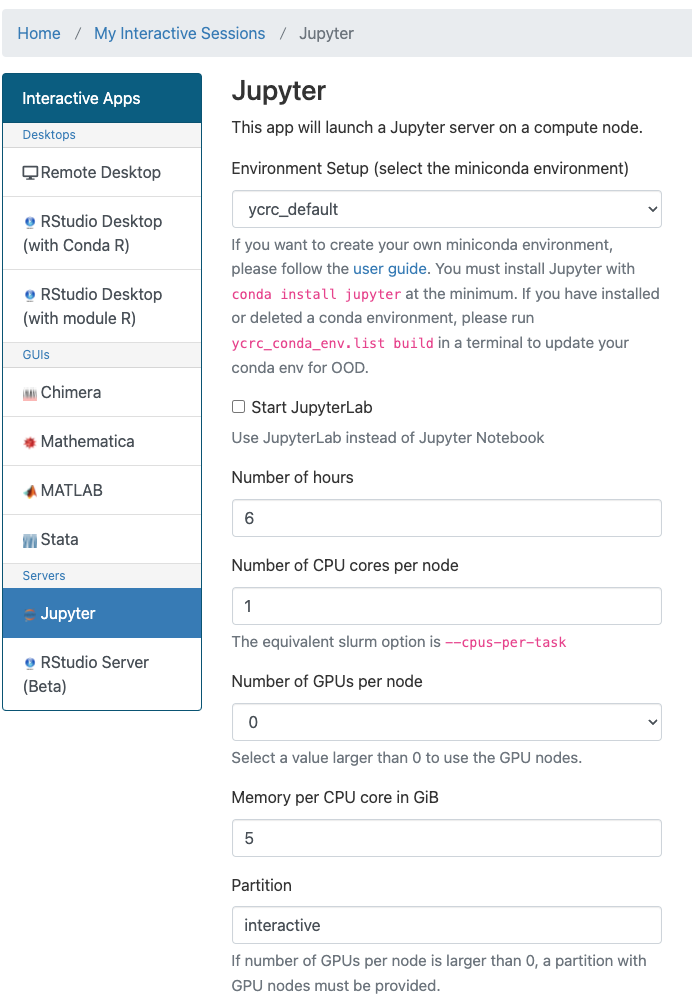 Home / My Interactive Sessions / Jupyter
Interactive Apps
Desktops
Remote Desktop
RStudio Desktop
(with Conda R)
RStudio Desktop
(with module R)
GUIs
Chimera
Mathematica
MATLAB
Stata
Servers
Jupyter
RStudio Server
(Beta)
Jupyter
This app will launch a Jupyter server on a compute node.
Environment Setup (select the miniconda environment)
ycrc_default
If you want to create your own miniconda environment,
please follow the user guide. You must install Jupyter with
conda install jupyter at the minimum. If you have installed
or deleted a conda environment, please run
ycrc_conda_env.list build in a terminal to update your
conda env for OOD.
Start JupyterLab
Use JupyterLab instead of Jupyter Notebook
Number of hours
6
Number of CPU cores per node
1
The equivalent slurm option is --cpus-per-task
Number of GPUs per node
0
Select a value larger than 0 to use the GPU nodes.
Memory per CPU core in GiB
5
Partition
interactive
If number of GPUs per node is larger than 0, a partition with
GPU nodes must be provided.